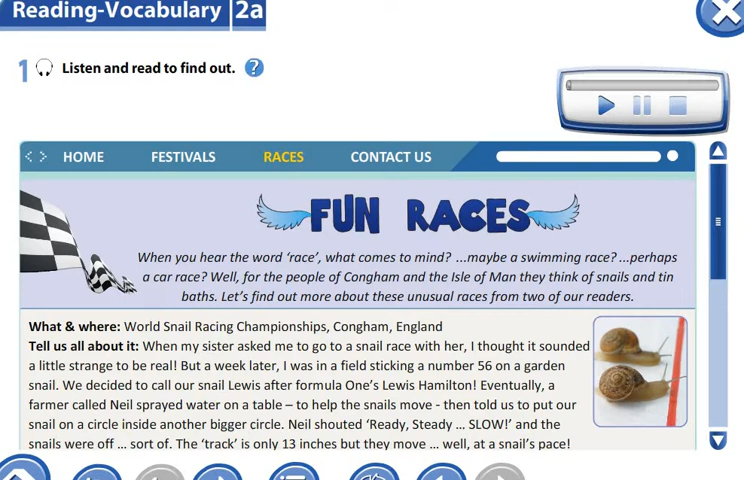 Reading-Vocabulary 2a
1 Listen and read to find out. ?
HOME FESTIVALS RACES CONTACT US
FUN RACES
When you hear the word ‘race’, what comes to mind? ...maybe a swimming race? ...perhaps
a car race? Well, for the people of Congham and the Isle of Man they think of snails and tin
baths. Let’s find out more about these unusual races from two of our readers.
What & where: World Snail Racing Championships, Congham, England
Tell us all about it: When my sister asked me to go to a snail race with her, I thought it sounded
a little strange to be real! But a week later, I was in a field sticking a number 56 on a garden
snail. We decided to call our snail Lewis after formula One’s Lewis Hamilton! Eventually, a
farmer called Neil sprayed water on a table – to help the snails move - then told us to put our
snail on a circle inside another bigger circle. Neil shouted ‘Ready, Steady ... SLOW!’ and the
snails were off ... sort of. The ‘track’ is only 13 inches but they move ... well, at a snail’s pace!